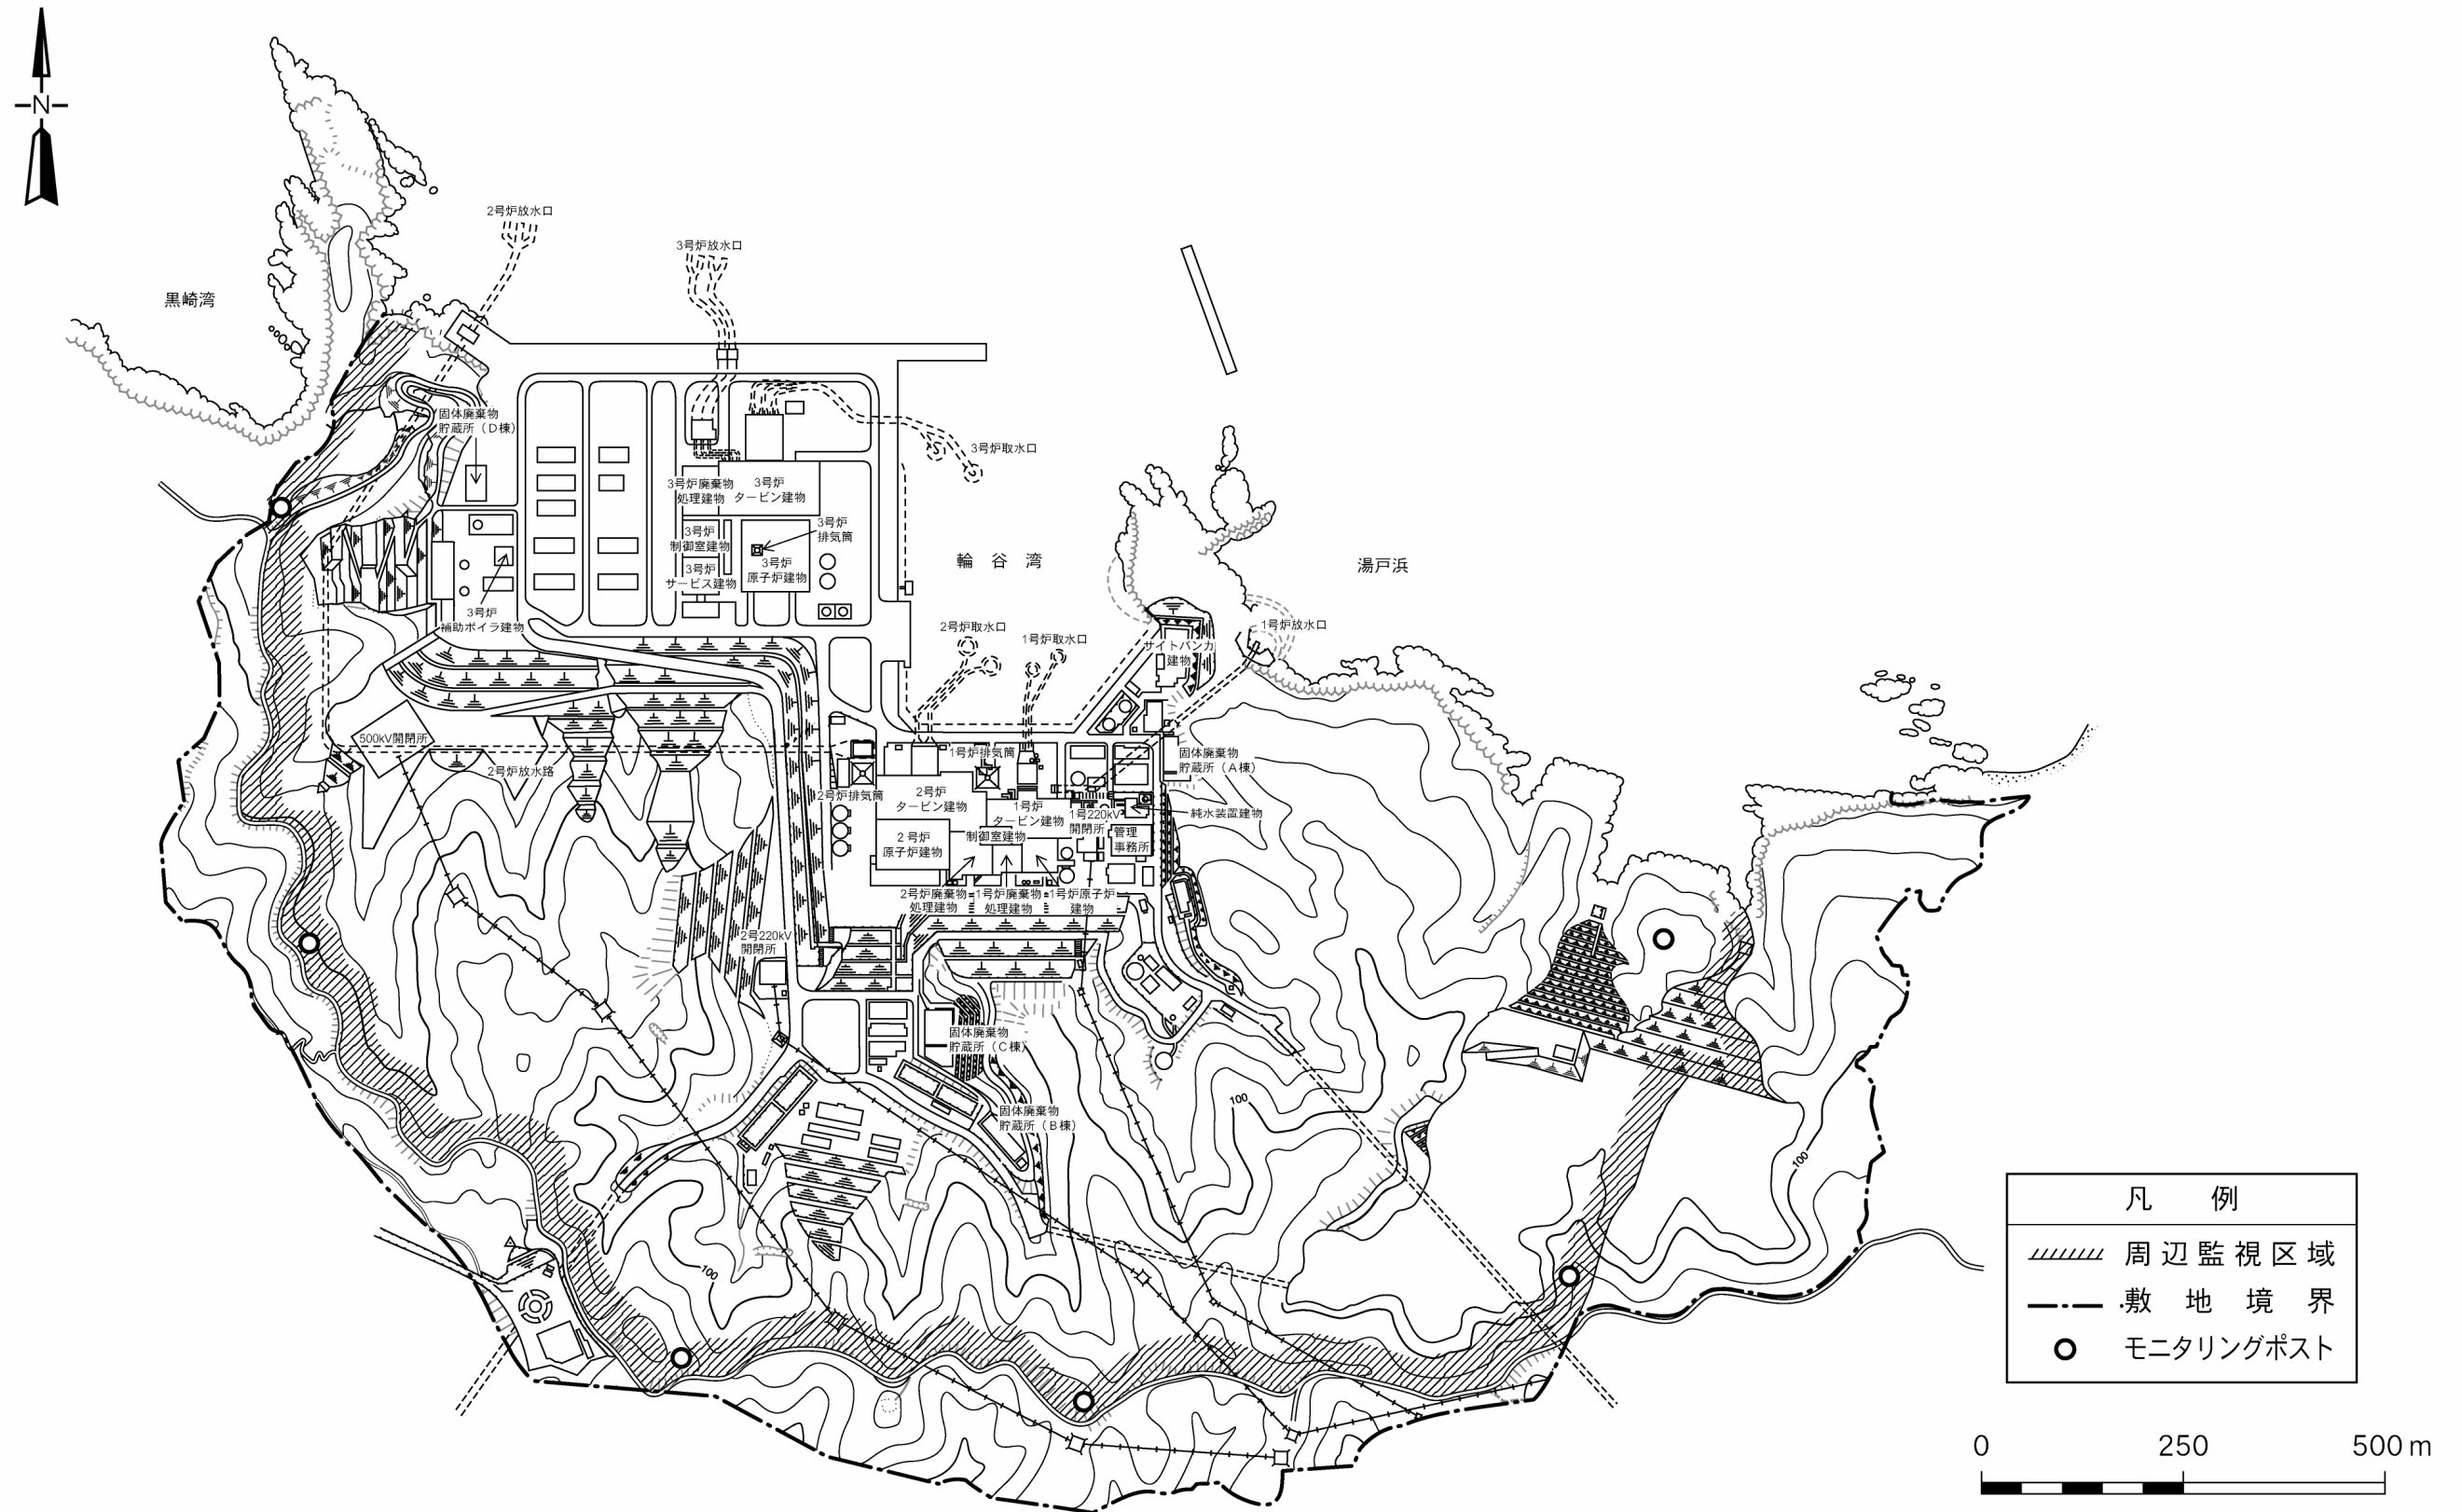 N
2号炉放水口
3号炉放水口
黒崎湾
固体廃棄物
貯蔵所（D棟）
3号炉取水口
3号炉廃棄物
処理建物
3号炉
タービン建物
3号炉
排気筒
3号炉
制御室建物
3号炉
原子炉建物
3号炉
サービス建物
輪谷湾
湯戸浜
3号炉
補助ボイラ建物
2号炉取水口
1号炉取水口
1号炉放水口
サイトバンカ
建物
500kV開閉所
2号炉放水路
1号炉排気筒
固体廃棄物
貯蔵所（A棟）
2号炉排気筒
2号炉
タービン建物
1号炉
タービン建物
1号220kV
開閉所
純水装置建物
2号炉
原子炉建物
制御室建物
管理
事務所
2号炉廃棄物
処理建物
1号炉廃棄物
処理建物
1号炉原子炉
建物
2号220kV
開閉所
固体廃棄物
貯蔵所（C棟）
固体廃棄物
貯蔵所（B棟）
100
100
100
凡例
周辺監視区域
敷地境界
モニタリングポスト
0 250 500m